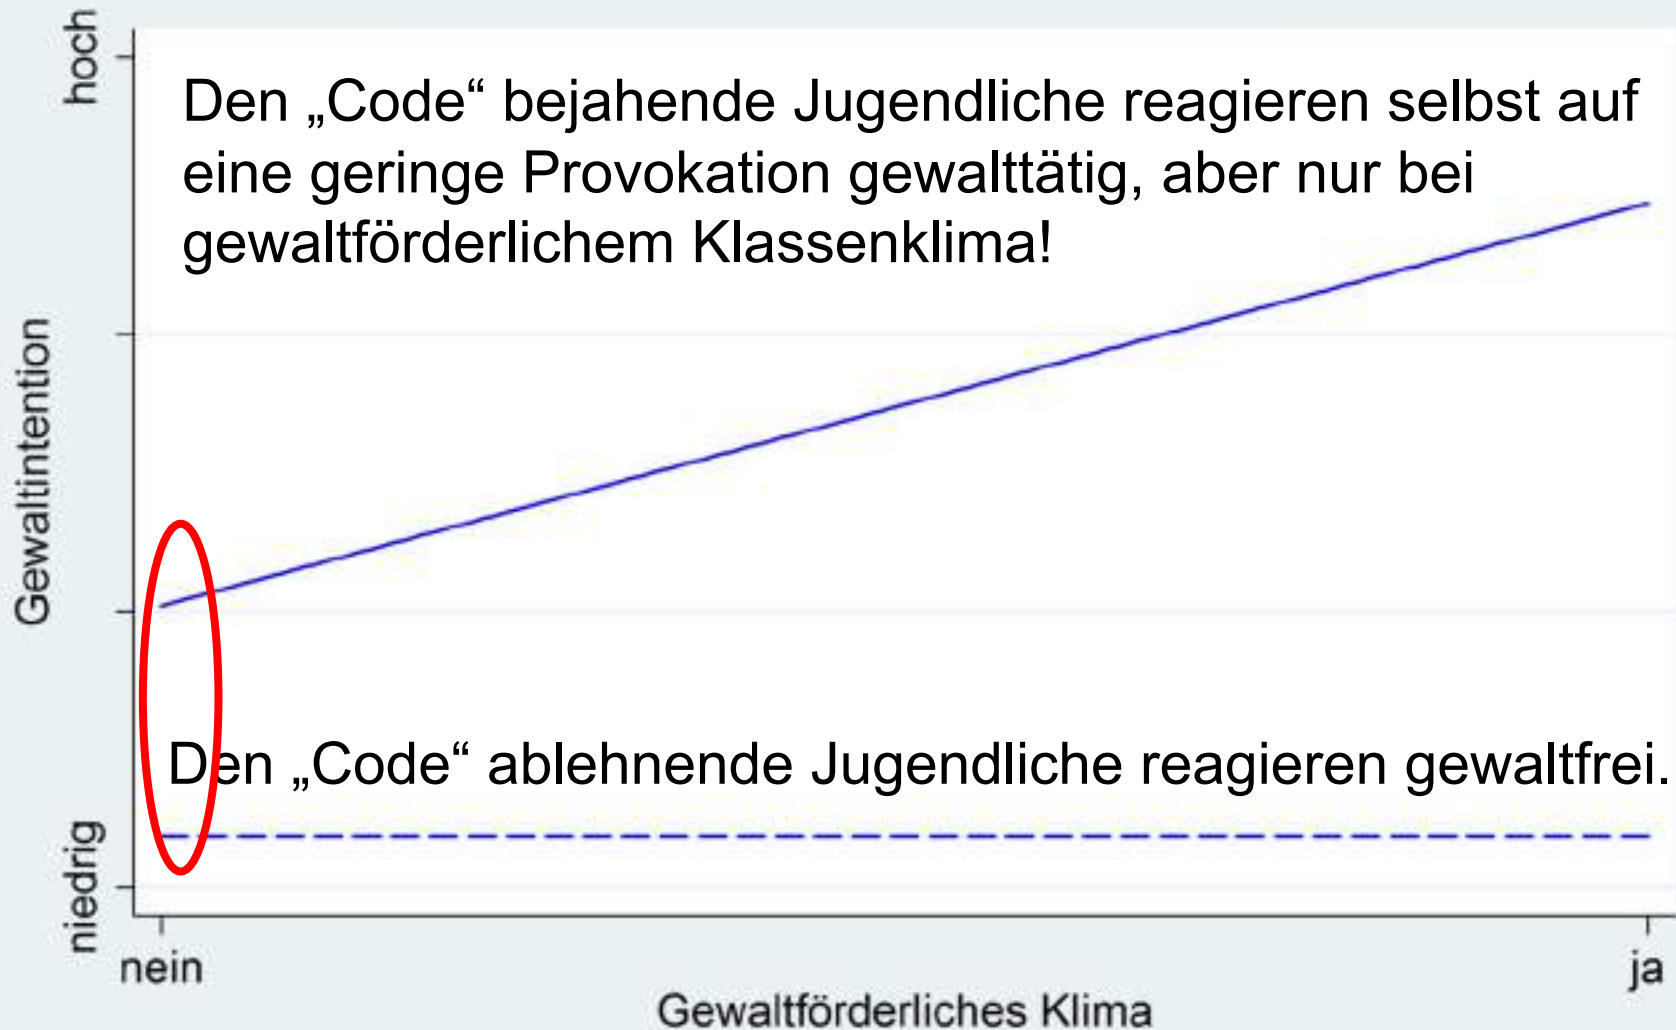 hoch
Den „Code“ bejahende Jugendliche reagieren selbst auf
eine geringe Provokation gewalttätig, aber nur bei
gewaltförderlichem Klassenklima!
Gewaltintention
Den „Code“ ablehnende Jugendliche reagieren gewaltfrei.
niedrig
nein
ja
Gewaltförderliches Klima